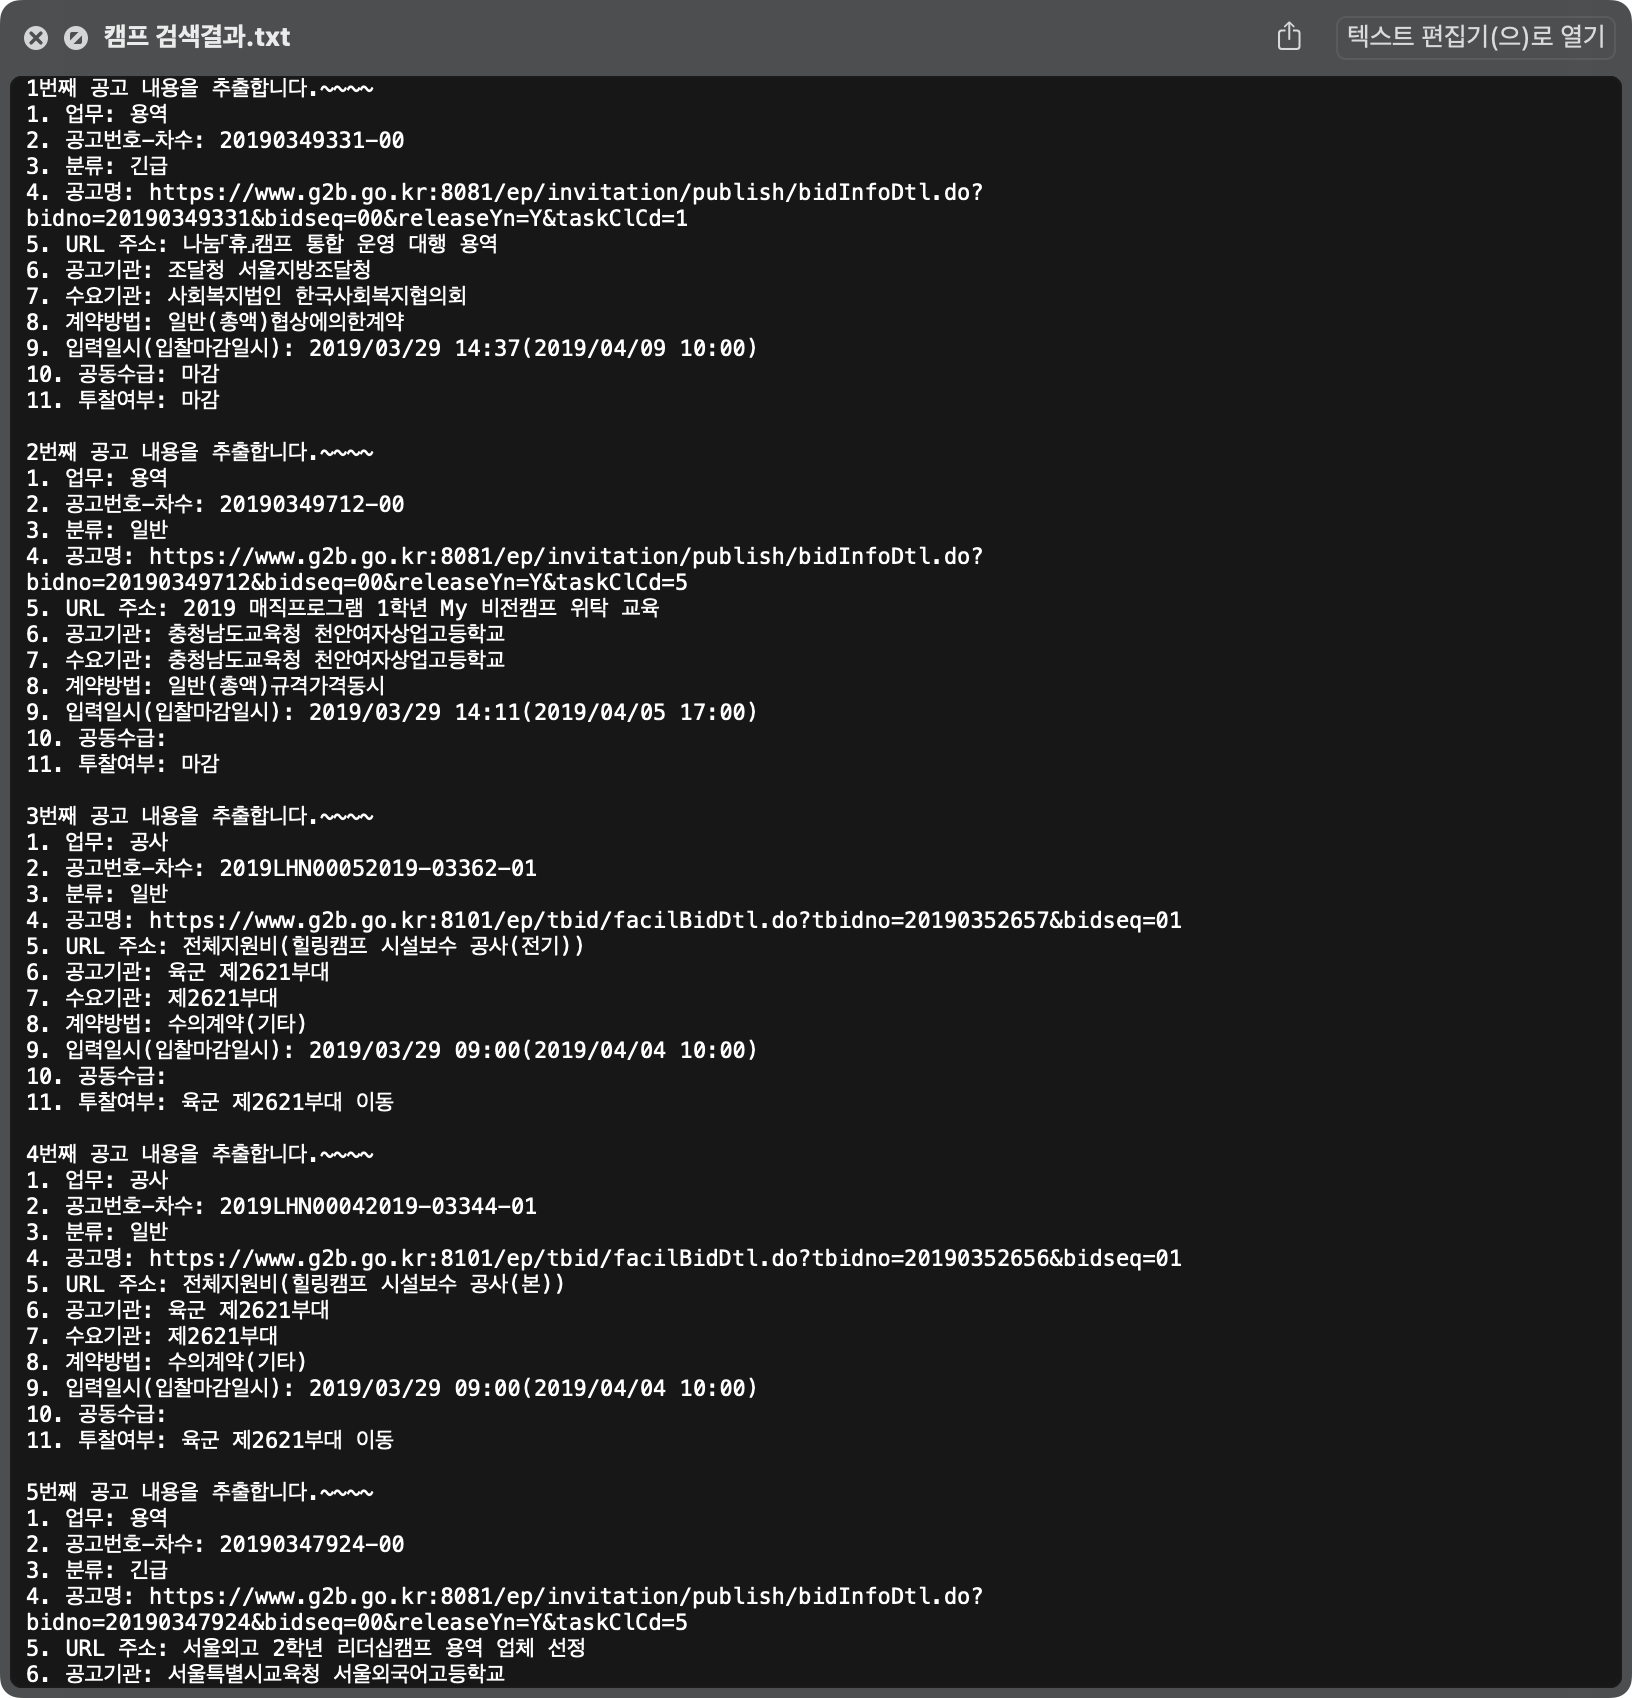 캠프 검색결과.txt
텍스트 편집기(으)로 열기
1번째 공고 내용을 추출합니다.~~~~
1. 업무: 용역
2. 공고번호-차수: 20190349331-00
3. 분류: 긴급
4. 공고명: https://www.g2b.go.kr:8081/ep/invitation/publish/bidInfoDtl.do?
bidno=20190349331&bidseq=00&releaseYn=Y&taskClCd=1
5. URL 주소: 나눔「휴」캠프 통합 운영 대행 용역
6. 공고기관: 조달청 서울지방조달청
7. 수요기관: 사회복지법인 한국사회복지협의회
8. 계약방법: 일반(총액)협상에의한계약
9. 입력일시(입찰마감일시): 2019/03/29 14:37(2019/04/09 10:00)
10. 공동수급: 마감
11. 투찰여부: 마감
2번째 공고 내용을 추출합니다.~~~~
1. 업무: 용역
2. 공고번호-차수: 20190349712-00
3. 분류: 일반
4. 공고명: https://www.g2b.go.kr:8081/ep/invitation/publish/bidInfoDtl.do?
bidno=20190349712&bidseq=00&releaseYn=Y&taskClCd=5
5. URL 주소: 2019 매직프로그램 1학년 My 비전캠프 위탁 교육
6. 공고기관: 충청남도교육청 천안여자상업고등학교
7. 수요기관: 충청남도교육청 천안여자상업고등학교
8. 계약방법: 일반(총액)규격가격동시
9. 입력일시(입찰마감일시): 2019/03/29 14:11(2019/04/05 17:00)
10. 공동수급:
11. 투찰여부: 마감
3번째 공고 내용을 추출합니다.~~~~
1. 업무: 공사
2. 공고번호-차수: 2019LHN00052019-03362-01
3. 분류: 일반
4. 공고명: https://www.g2b.go.kr:8101/ep/tbid/facilBidDtl.do?tbidno=20190352657&bidseq=01
5. URL 주소: 전체지원비(힐링캠프 시설보수 공사(전기))
6. 공고기관: 육군 제2621부대
7. 수요기관: 제2621부대
8. 계약방법: 수의계약(기타)
9. 입력일시(입찰마감일시): 2019/03/29 09:00(2019/04/04 10:00)
10. 공동수급:
11. 투찰여부: 육군 제2621부대 이동
4번째 공고 내용을 추출합니다.~~~~
1. 업무: 공사
2. 공고번호-차수: 2019LHN00042019-03344-01
3. 분류: 일반
4. 공고명: https://www.g2b.go.kr:8101/ep/tbid/facilBidDtl.do?tbidno=20190352656&bidseq=01
5. URL 주소: 전체지원비(힐링캠프 시설보수 공사(본))
6. 공고기관: 육군 제2621부대
7. 수요기관: 제2621부대
8. 계약방법: 수의계약(기타)
9. 입력일시(입찰마감일시): 2019/03/29 09:00(2019/04/04 10:00)
10. 공동수급:
11. 투찰여부: 육군 제2621부대 이동
5번째 공고 내용을 추출합니다.~~~~
1. 업무: 용역
2. 공고번호-차수: 20190347924-00
3. 분류: 긴급
4. 공고명: https://www.g2b.go.kr:8081/ep/invitation/publish/bidInfoDtl.do?
bidno=20190347924&bidseq=00&releaseYn=Y&taskClCd=5
5. URL 주소: 서울외고 2학년 리더십캠프 용역 업체 선정
6. 공고기관: 서울특별시교육청 서울외국어고등학교